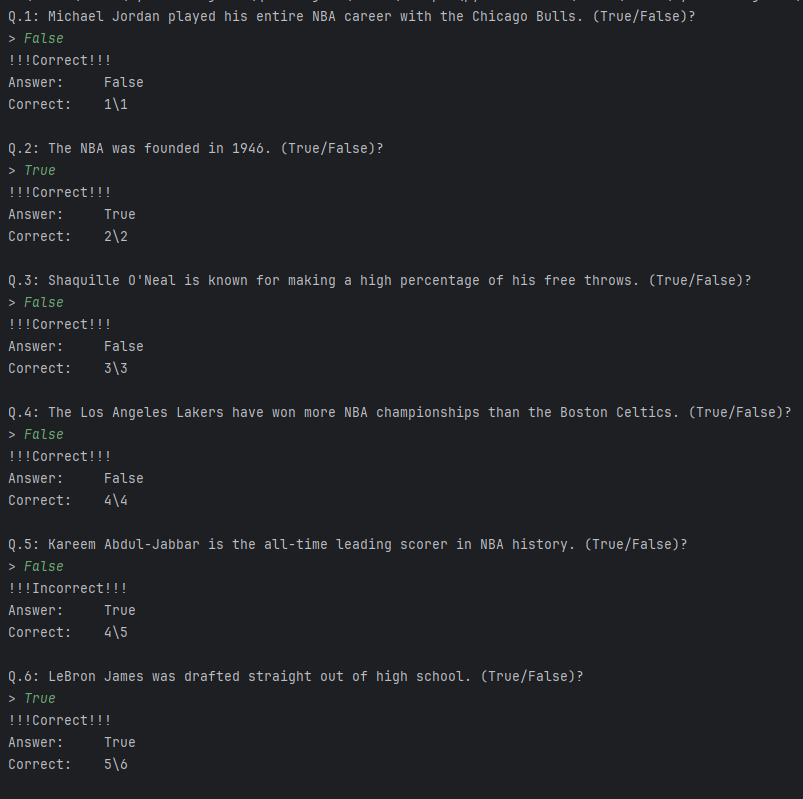 Q.1: Michael Jordan played his entire NBA career with the Chicago Bulls. (True/False)?
> False
!!!Correct!!!
Answer:     False
Correct:    1\1
Q.2: The NBA was founded in 1946. (True/False)?
> True
!!!Correct!!!
Answer:     True
Correct:    2\2
Q.3: Shaquille O'Neal is known for making a high percentage of his free throws. (True/False)?
> False
!!!Correct!!!
Answer:     False
Correct:    3\3
Q.4: The Los Angeles Lakers have won more NBA championships than the Boston Celtics. (True/False)?
> False
!!!Correct!!!
Answer:     False
Correct:    4\4
Q.5: Kareem Abdul-Jabbar is the all-time leading scorer in NBA history. (True/False)?
> False
!!!Incorrect!!!
Answer:     True
Correct:    4\5
Q.6: LeBron James was drafted straight out of high school. (True/False)?
> True
!!!Correct!!!
Answer:     True
Correct:    5\6